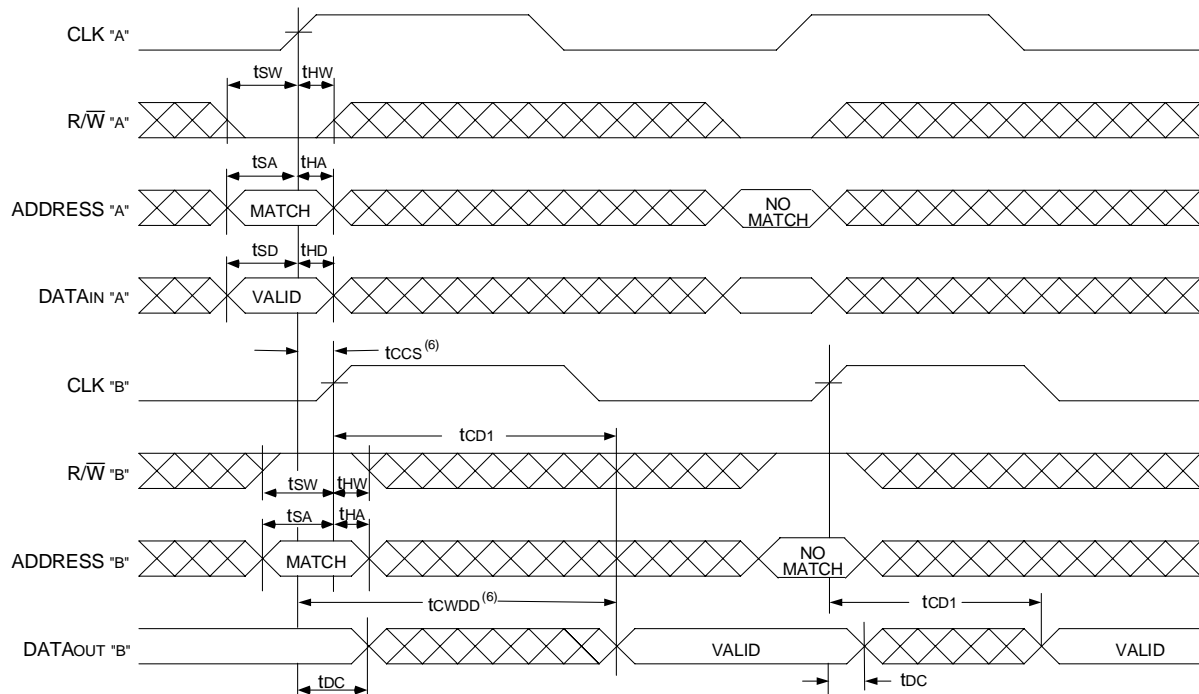 CLK "A"
tSW tHW
R/W̅ "A"
tSA tHA
ADDRESS "A" MATCH NO MATCH
tSD tHD
DATAIN "A" VALID
tCCS (6)
CLK "B"
tCD1
R/W̅ "B"
tSW tHW
tSA tHA
ADDRESS "B" MATCH NO MATCH
tCWDD (6) tCD1
DATAOUT "B" VALID VALID
tDC tDC